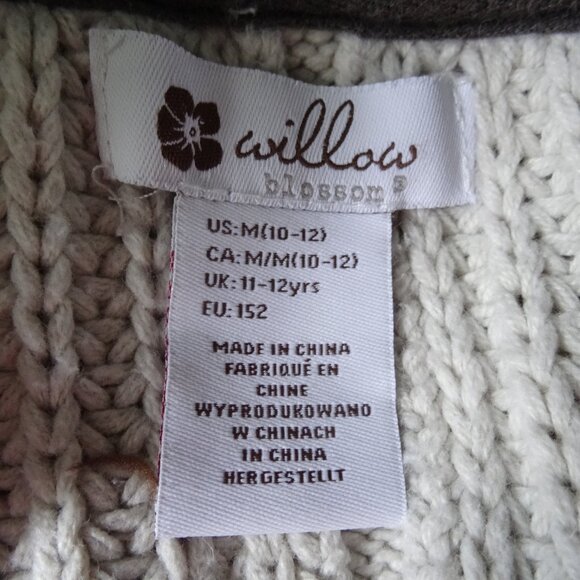 willow
blossom®
US:M(10-12)
CA:M/M(10-12)
UK:11-12yrs
EU:152
MADE IN CHINA
FABRIQUÉ EN
CHINE
WYPRODUKOWANO
W CHINACH
IN CHINA
HERGESTELLT